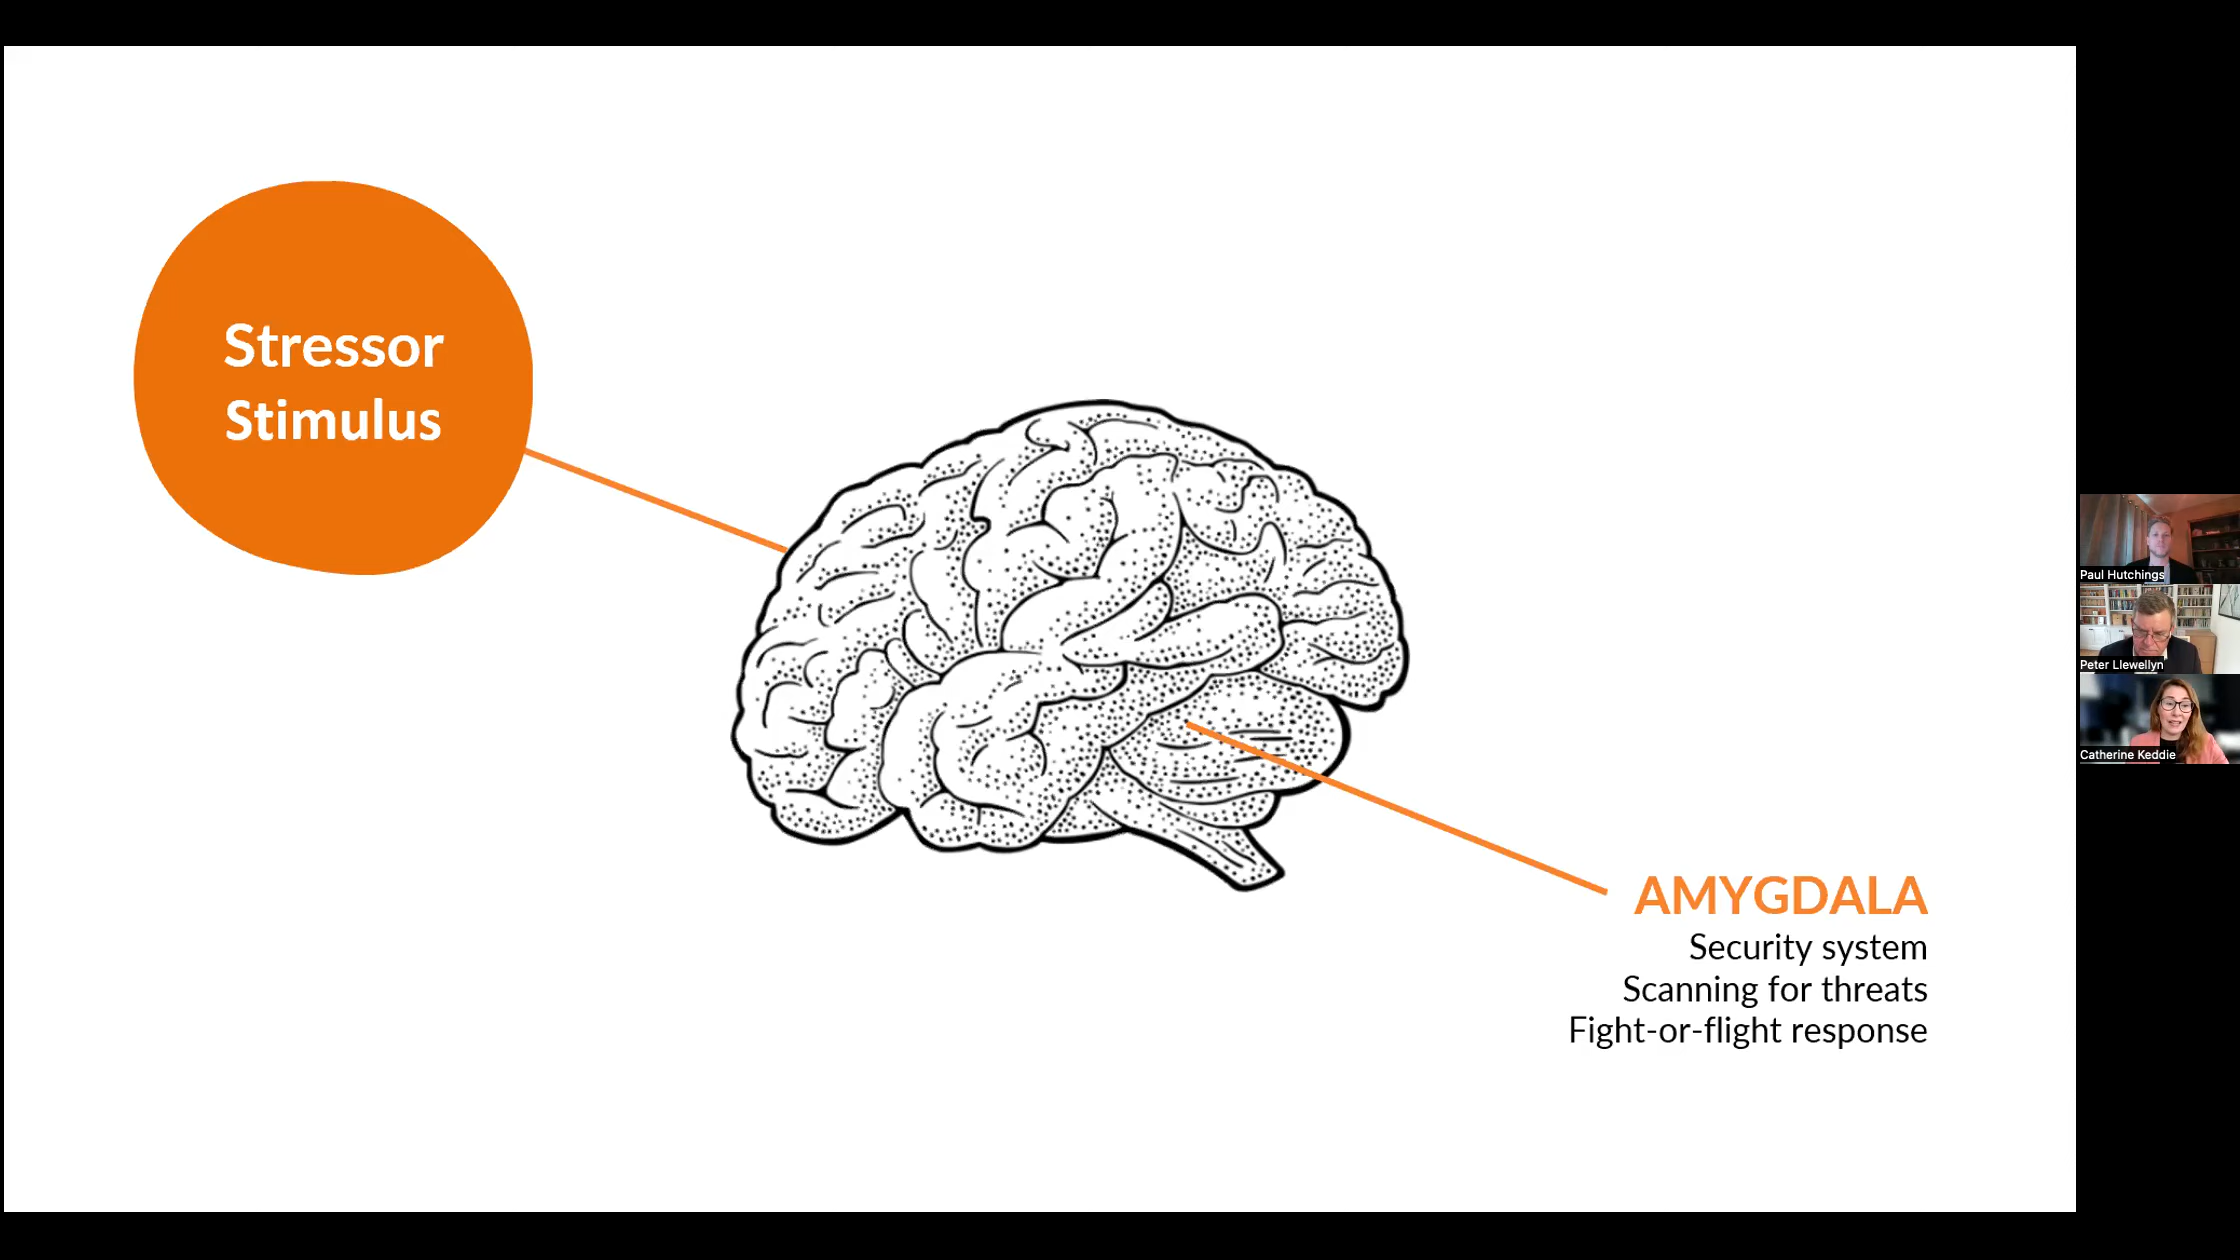 Stressor
Stimulus
AMYGDALA
Security system
Scanning for threats
Fight-or-flight response
Paul Hutchings
Peter Llewellyn
Catherine Keddie